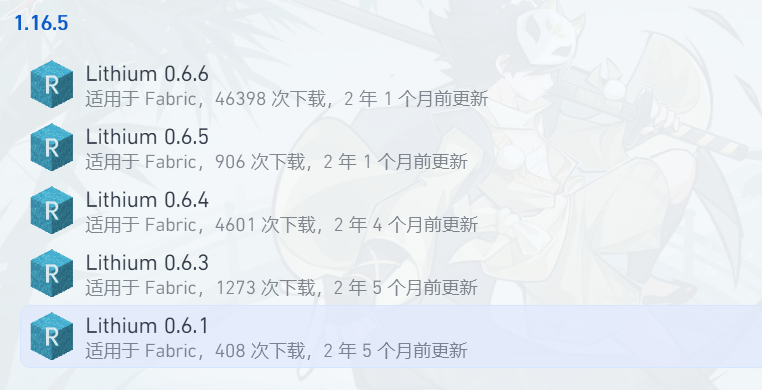 1.16.5
R
Lithium 0.6.6
适用于 Fabric，46398 次下载，2 年 1 个月前更新
R
Lithium 0.6.5
适用于 Fabric，906 次下载，2 年 1 个月前更新
R
Lithium 0.6.4
适用于 Fabric，4601 次下载，2 年 4 个月前更新
R
Lithium 0.6.3
适用于 Fabric，1273 次下载，2 年 5 个月前更新
R
Lithium 0.6.1
适用于 Fabric，408 次下载，2 年 5 个月前更新